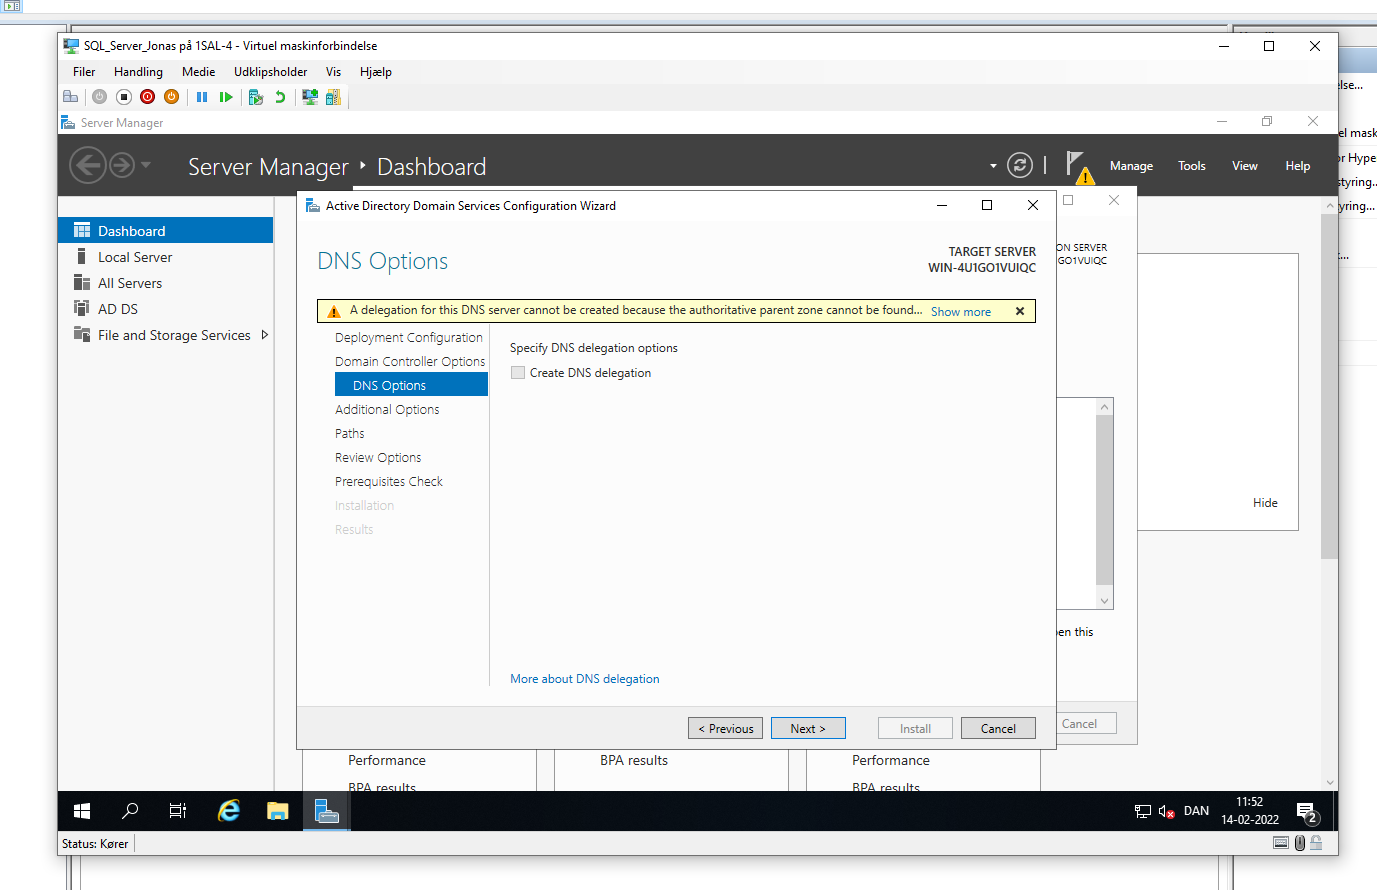 SQL_Server_Jonas på 1SAL-4 - Virtuel maskinforbindelse
Filer Handling Medie Udklipsholder Vis Hjælp
Server Manager
Server Manager Dashboard
Manage Tools View Help
Dashboard
Local Server
All Servers
AD DS
File and Storage Services
Active Directory Domain Services Configuration Wizard
DNS Options
TARGET SERVER
WIN-4U1GO1VUIQC
A delegation for this DNS server cannot be created because the authoritative parent zone cannot be found... Show more
Deployment Configuration
Domain Controller Options
DNS Options
Additional Options
Paths
Review Options
Prerequisites Check
Installation
Results
Specify DNS delegation options
Create DNS delegation
More about DNS delegation
< Previous Next > Install Cancel
ON SERVER
GO1VUIQC
en this
Cancel
Hide
Performance
BPA results
BPA results
Performance
BPA results
else...
el mask
or Hype
styring...
yring...
DAN
11:52
14-02-2022
2
Status: Kører